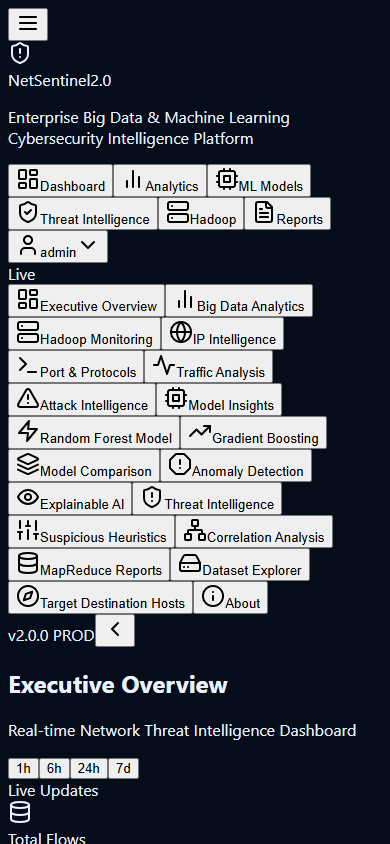 NetSentinel2.0
Enterprise Big Data & Machine Learning
Cybersecurity Intelligence Platform
Dashboard Analytics ML Models
Threat Intelligence Hadoop Reports
admin
Live
Executive Overview Big Data Analytics
Hadoop Monitoring IP Intelligence
Port & Protocols Traffic Analysis
Attack Intelligence Model Insights
Random Forest Model Gradient Boosting
Model Comparison Anomaly Detection
Explainable AI Threat Intelligence
Suspicious Heuristics Correlation Analysis
MapReduce Reports Dataset Explorer
Target Destination Hosts About
v2.0.0 PROD
Executive Overview
Real-time Network Threat Intelligence Dashboard
1h 6h 24h 7d
Live Updates
Total Flows